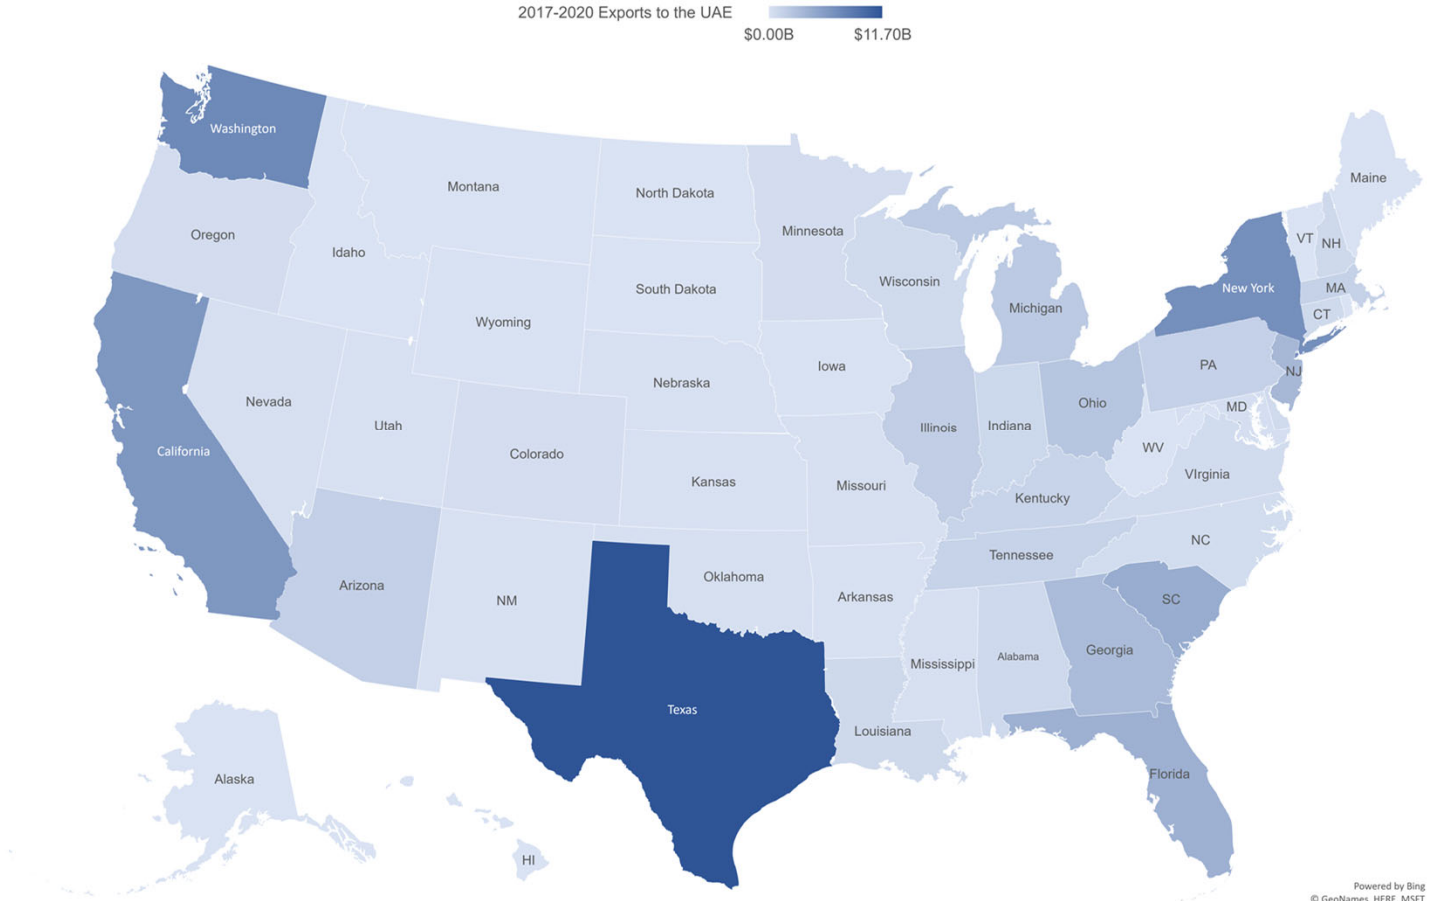 2017-2020 Exports to the UAE
$0.00B $11.70B
Washington
Montana
North Dakota
Maine
Oregon
Idaho
Minnesota
VT
NH
Wisconsin
South Dakota
New York
MA
Michigan
CT
Wyoming
Iowa
PA
NJ
Nebraska
Nevada
Ohio
MD
Utah
Illinois
Indiana
California
Colorado
WV
VIrginia
Kansas
Missouri
Kentucky
NC
Tennessee
Arizona
Oklahoma
NM
Arkansas
SC
Georgia
Mississippi
Alabama
Texas
Louisiana
Florida
Alaska
HI
Powered by Bing
© GeoNames, HERE, MSFT